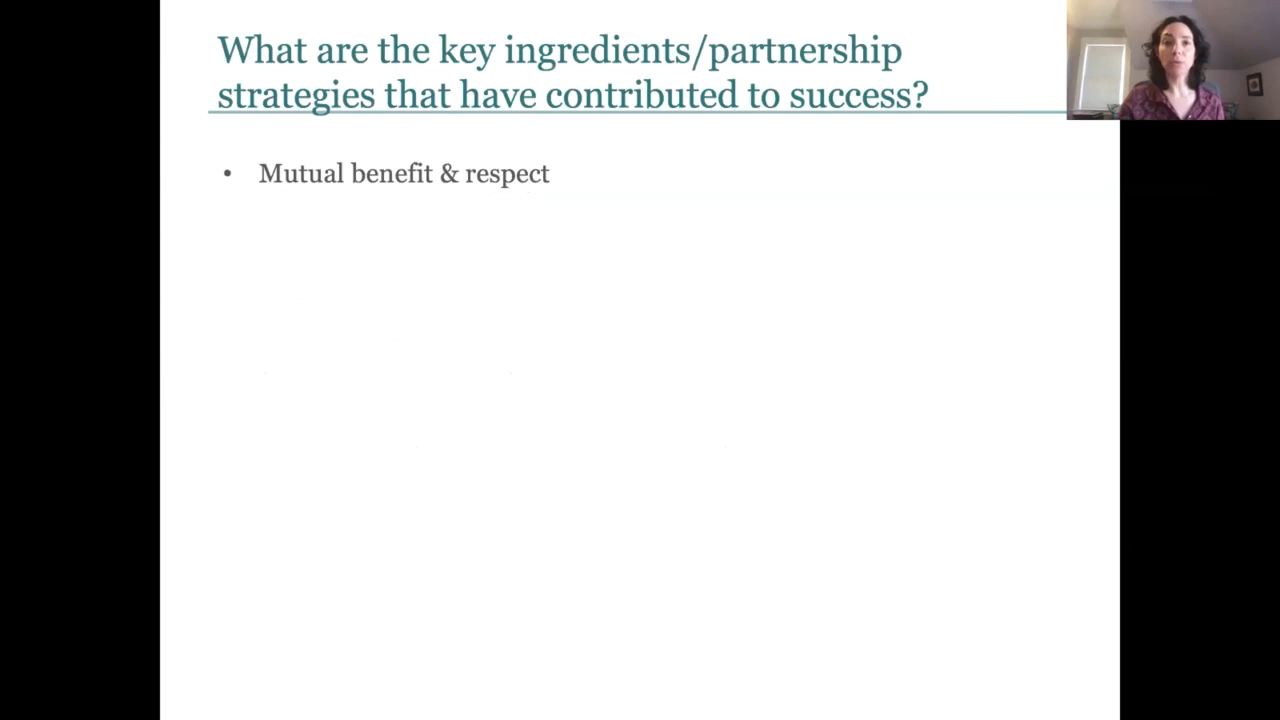 What are the key ingredients/partnership
strategies that have contributed to success?
• Mutual benefit & respect